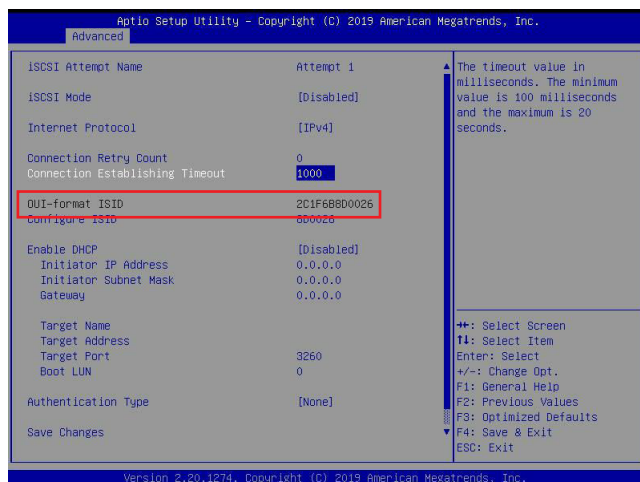 Aptio Setup Utility - Copyright (C) 2019 American Megatrends, Inc.
Advanced
iSCSI Attempt Name Attempt 1
iSCSI Mode [Disabled]
Internet Protocol [IPv4]
Connection Retry Count 0
Connection Establishing Timeout 1000
OUI-format ISID 2C1F6B8D0026
Configure ISID 8D0026
Enable DHCP [Disabled]
Initiator IP Address 0.0.0.0
Initiator Subnet Mask 0.0.0.0
Gateway 0.0.0.0
Target Name
Target Address
Target Port 3260
Boot LUN 0
Authentication Type [None]
Save Changes
The timeout value in
milliseconds. The minimum
value is 100 milliseconds
and the maximum is 20
seconds.
→←: Select Screen
↑↓: Select Item
Enter: Select
+/-: Change Opt.
F1: General Help
F2: Previous Values
F3: Optimized Defaults
F4: Save & Exit
ESC: Exit
Version 2.20.1274. Copyright (C) 2019 American Megatrends, Inc.